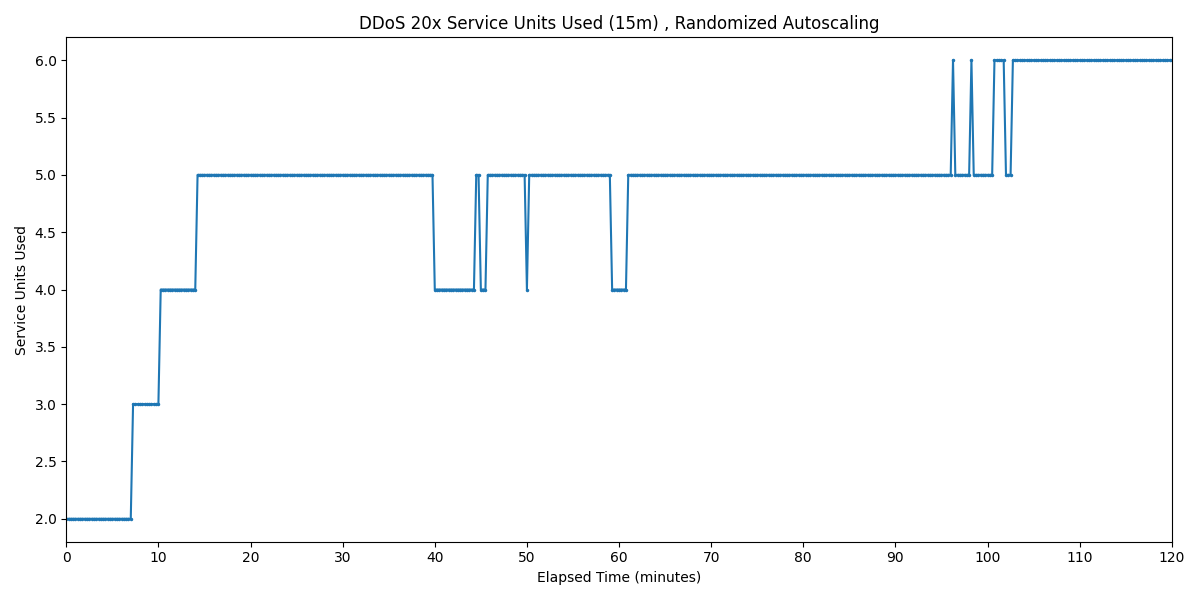 DDoS 20x Service Units Used (15m) , Randomized Autoscaling
Service Units Used
6.0
5.5
5.0
4.5
4.0
3.5
3.0
2.5
2.0
0 10 20 30 40 50 60 70 80 90 100 110 120
Elapsed Time (minutes)